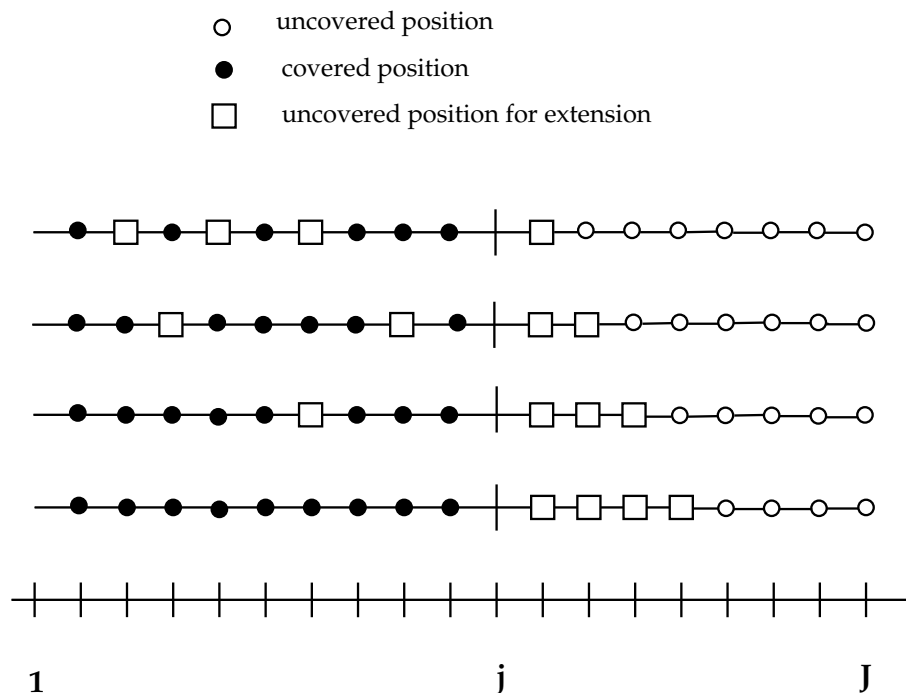 uncovered position
covered position
uncovered position for extension
1 j J